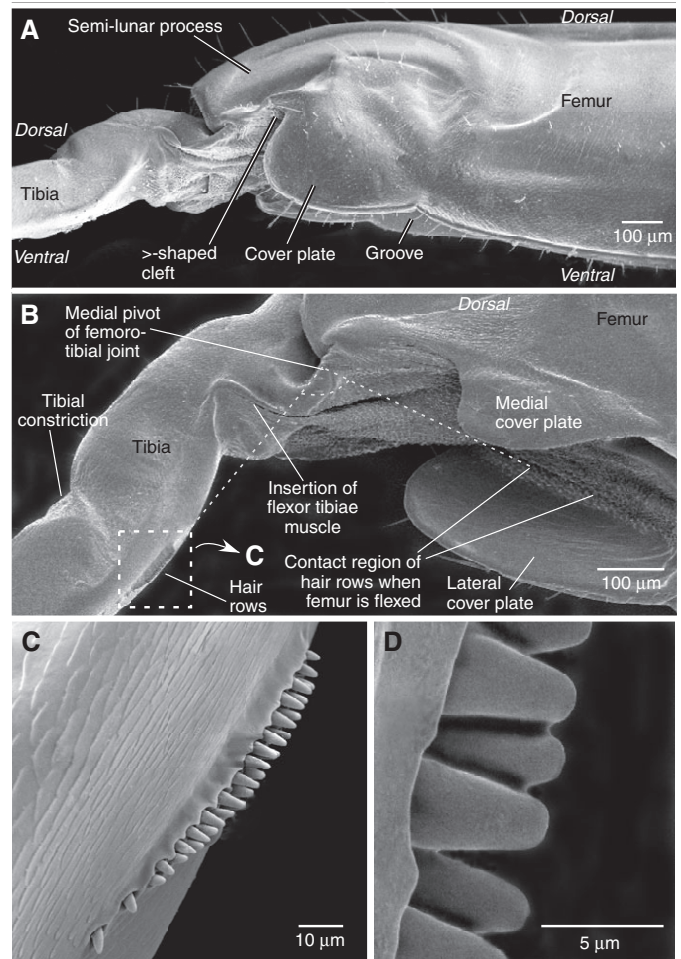 A
Semi-lunar process
Dorsal
Femur
Dorsal
Tibia
Ventral
>-shaped
cleft
Cover plate
Groove
100 µm
Ventral
B
Medial pivot
of femoro-
tibial joint
Dorsal
Femur
Tibial
constriction
Tibia
Medial
cover plate
Insertion of
flexor tibiae
muscle
C
Hair
rows
Contact region of
hair rows when
femur is flexed
Lateral
cover plate
100 µm
C
10 µm
D
5 µm